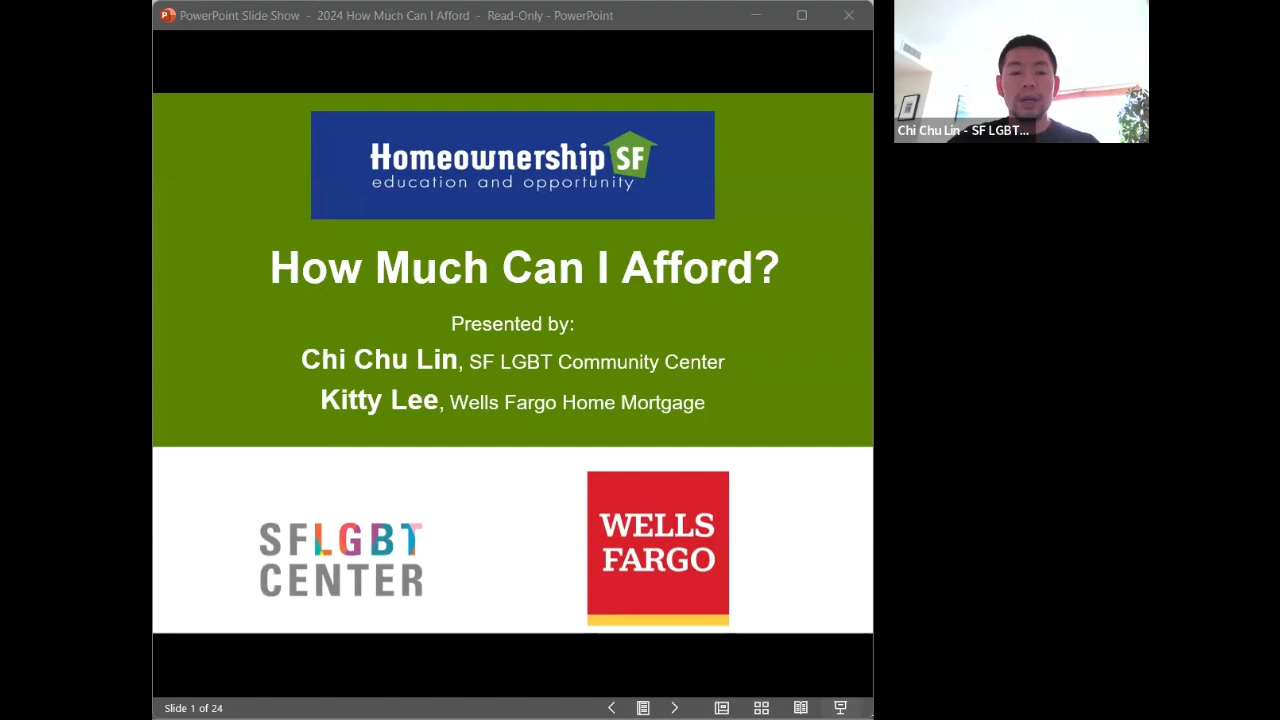 PowerPoint Slide Show - 2024 How Much Can I Afford - Read-Only - PowerPoint
Homeownership SF
education and opportunity
How Much Can I Afford?
Presented by:
Chi Chu Lin, SF LGBT Community Center
Kitty Lee, Wells Fargo Home Mortgage
SFLGBT
CENTER
WELLS
FARGO
Slide 1 of 24
Chi Chu Lin - SF LGBT...